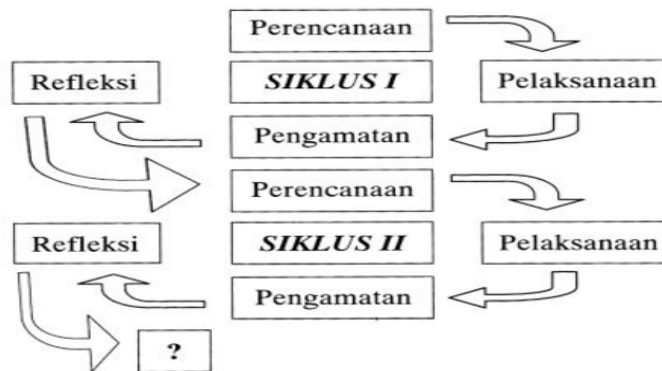 Perencanaan
Refleksi
SIKLUS I
Pelaksanaan
Pengamatan
Perencanaan
Refleksi
SIKLUS II
Pelaksanaan
Pengamatan
?